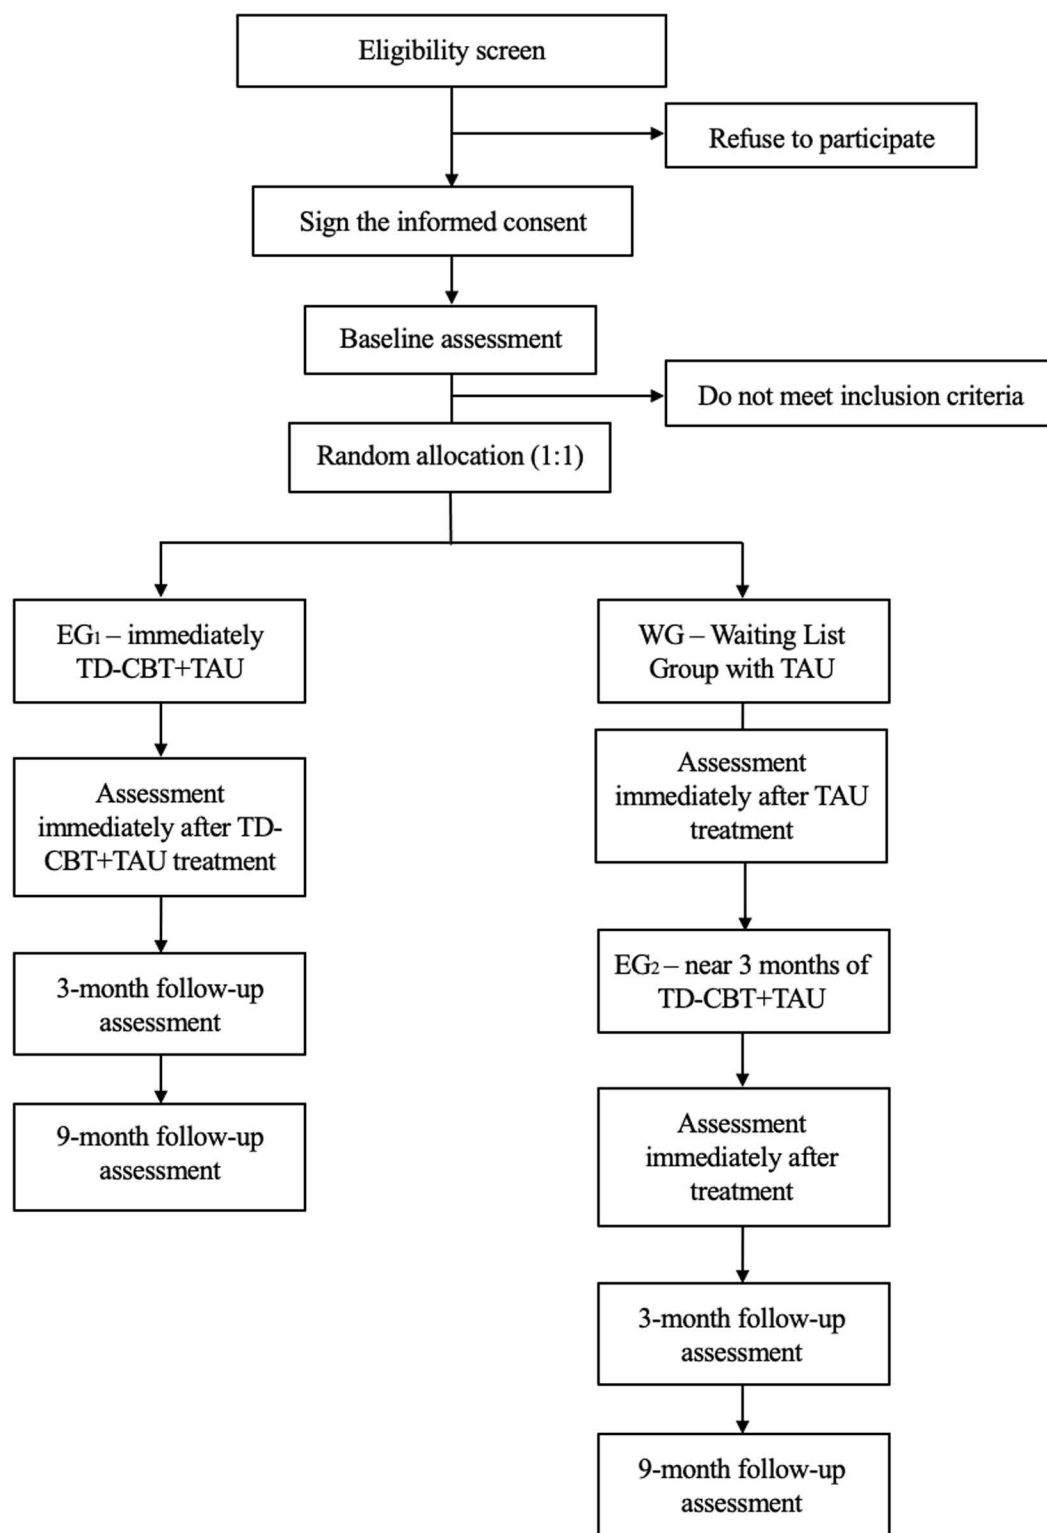 Eligibility screen
Refuse to participate
Sign the informed consent
Baseline assessment
Do not meet inclusion criteria
Random allocation (1:1)
EG1 – immediately
TD-CBT+TAU
Assessment
immediately after TD-
CBT+TAU treatment
3-month follow-up
assessment
9-month follow-up
assessment
WG – Waiting List
Group with TAU
Assessment
immediately after TAU
treatment
EG2 – near 3 months of
TD-CBT+TAU
Assessment
immediately after
treatment
3-month follow-up
assessment
9-month follow-up
assessment